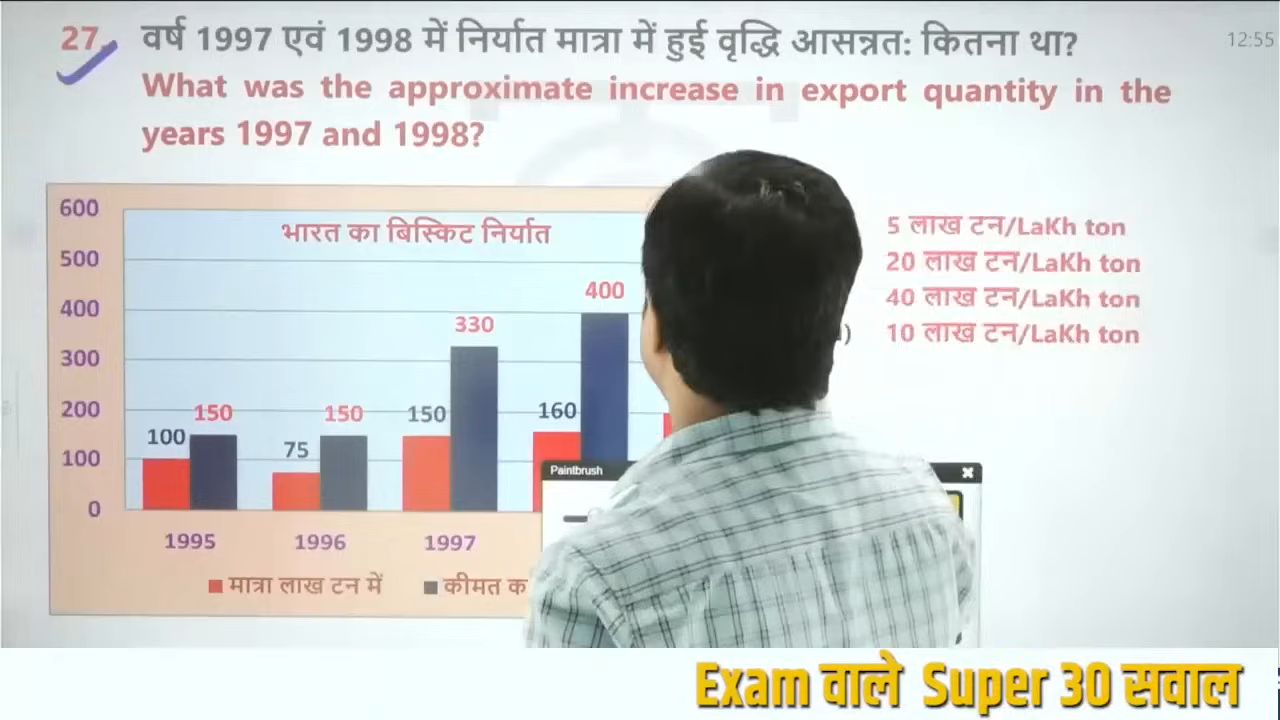 27.
वर्ष 1997 एवं 1998 में निर्यात मात्रा में हुई वृद्धि आसन्नत: कितना था?
12:55
What was the approximate increase in export quantity in the
years 1997 and 1998?
भारत का बिस्किट निर्यात
600
500
400
300
200
100
0
100
150
75
150
150
330
160
400
1995
1996
1997
मात्रा लाख टन में
कीमत
5 लाख टन/LaKh ton
20 लाख टन/LaKh ton
40 लाख टन/LaKh ton
10 लाख टन/LaKh ton
Paintbrush
Exam वाले Super 30 सवाल